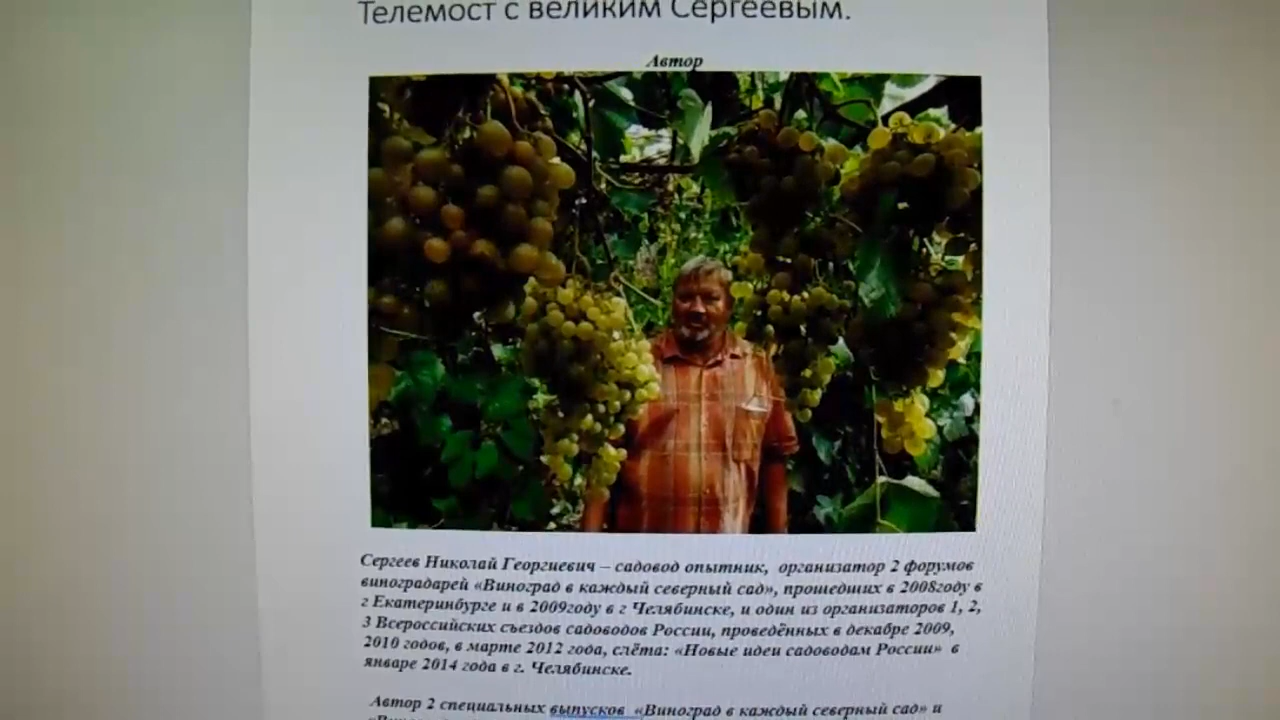 Телемост с великим Сергеевым.
Автор
Сергеев Николай Георгиевич – садовод опытник, организатор 2 форумов
виноградарей «Виноград в каждый северный сад», прошедших в 2008году в
г Екатеринбурге и в 2009году в г Челябинске, и один из организаторов 1, 2,
3 Всероссийских съездов садоводов России, проведённых в декабре 2009,
2010 годов, в марте 2012 года, слёта: «Новые идеи садоводам России» в
январе 2014 года в г. Челябинске.
Автор 2 специальных выпусков «Виноград в каждый северный сад» и